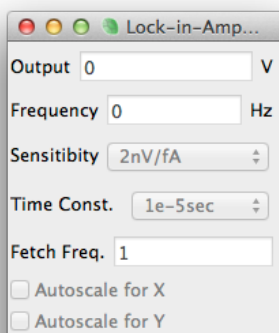 Lock-in-Amp...
Output 0 V
Frequency 0 Hz
Sensitibity 2nV/fA
Time Const. 1e-5sec
Fetch Freq. 1
Autoscale for X
Autoscale for Y